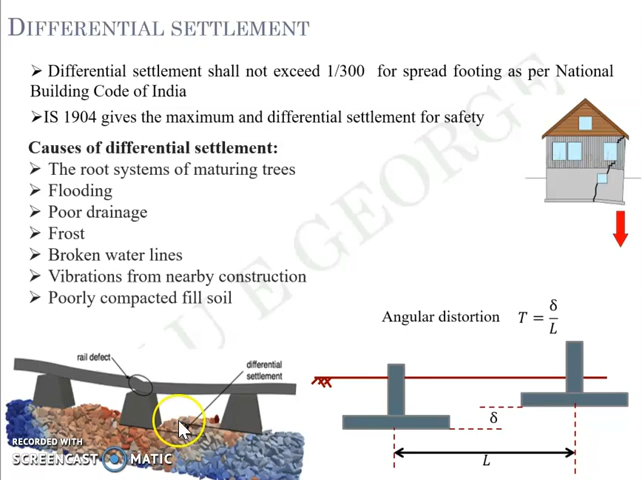 DIFFERENTIAL SETTLEMENT
➢ Differential settlement shall not exceed 1/300 for spread footing as per National
Building Code of India
➢ IS 1904 gives the maximum and differential settlement for safety
Causes of differential settlement:
➢ The root systems of maturing trees
➢ Flooding
➢ Poor drainage
➢ Frost
➢ Broken water lines
➢ Vibrations from nearby construction
➢ Poorly compacted fill soil
Angular distortion T = δ/L
rail defect
differential
settlement
δ
L
RECORDED WITH
SCREENCAST MATIC
GEORGE